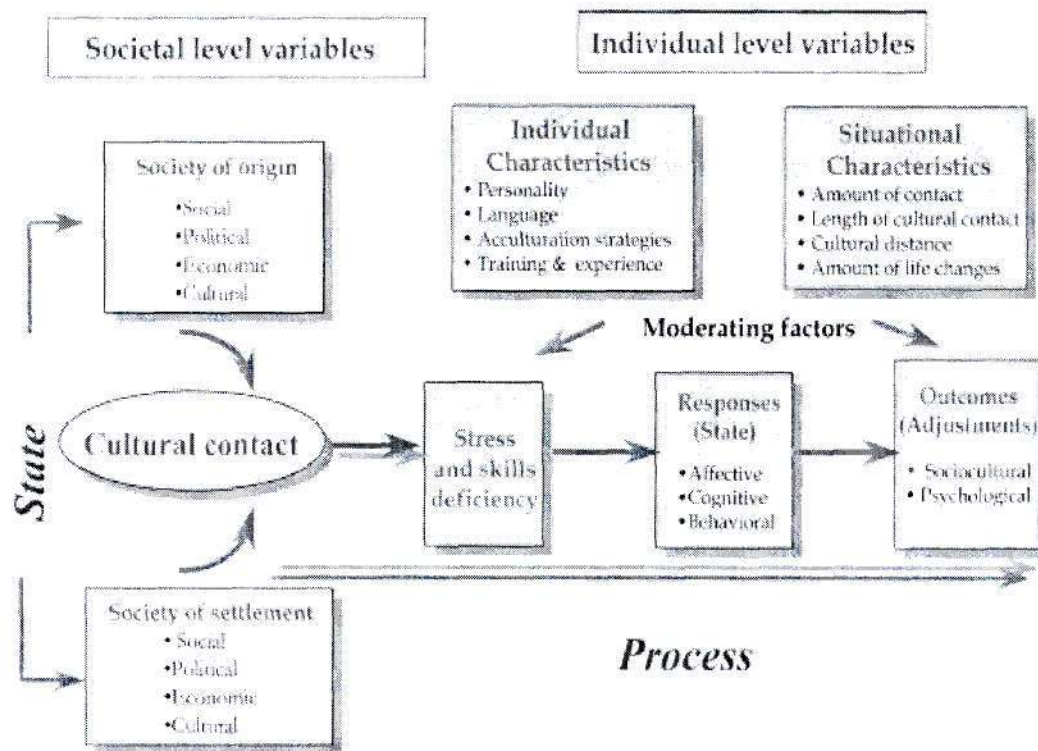 Societal level variables
Individual level variables
Society of origin
•Social
•Political
•Economic
•Cultural
Individual
Characteristics
• Personality
• Language
• Acculturation strategies
• Training & experience
Situational
Characteristics
• Amount of contact
• Length of cultural contact
• Cultural distance
• Amount of life changes
Moderating factors
State
Cultural contact
Stress
and skills
deficiency
Responses
(State)
•Affective
•Cognitive
•Behavioral
Outcomes
(Adjustments)
• Sociocultural
• Psychological
Society of settlement
• Social
•Political
•Economic
•Cultural
Process